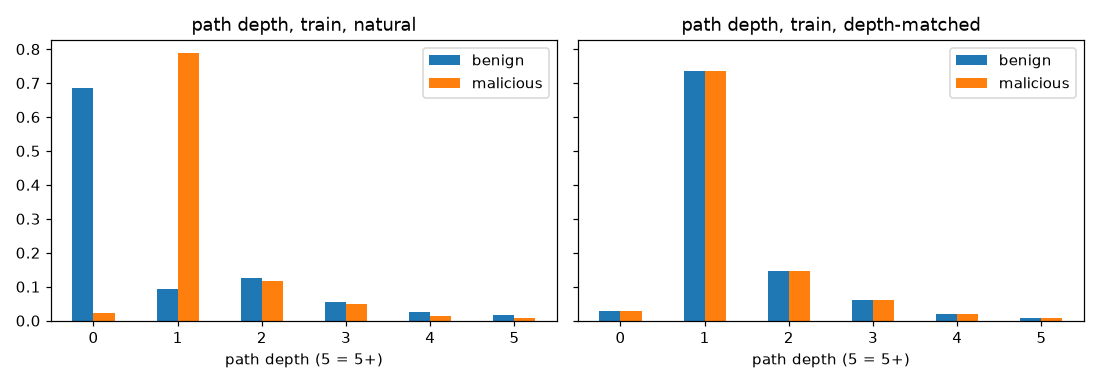 path depth, train, natural
path depth, train, depth-matched
0.8
0.7
0.6
0.5
0.4
0.3
0.2
0.1
0.0
benign
malicious
benign
malicious
0 1 2 3 4 5
0 1 2 3 4 5
path depth (5 = 5+)
path depth (5 = 5+)